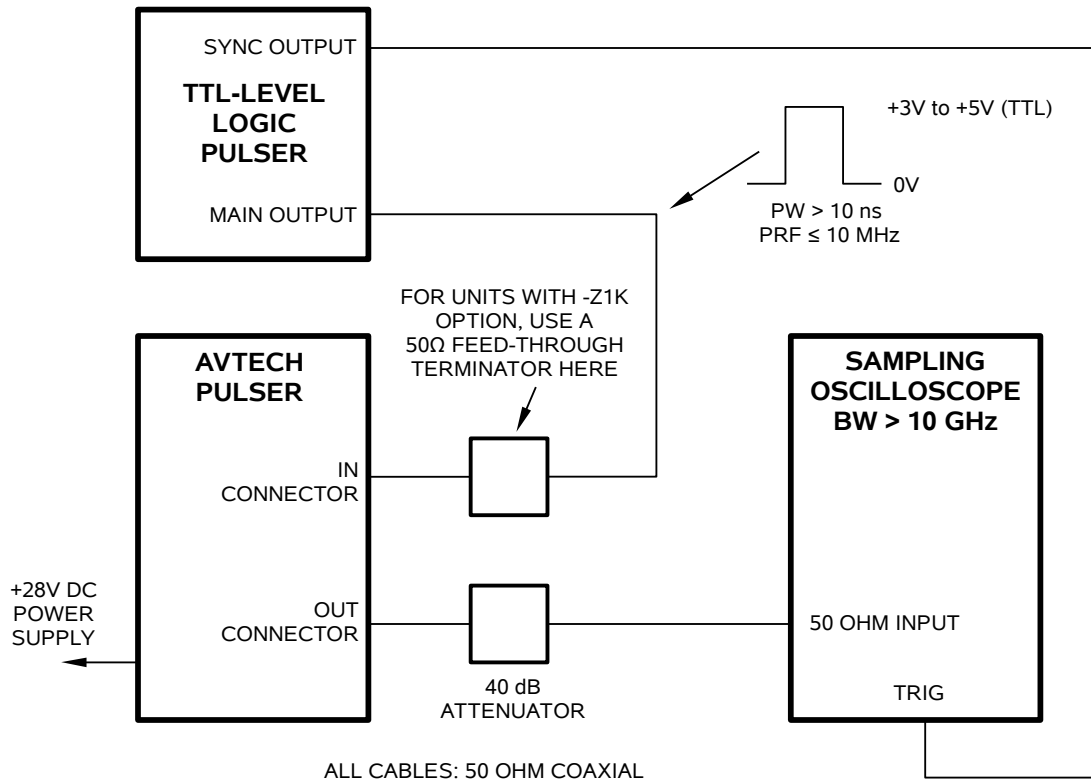 SYNC OUTPUT
TTL-LEVEL
LOGIC
PULSER
MAIN OUTPUT
+3V to +5V (TTL)
0V
PW > 10 ns
PRF ≤ 10 MHz
FOR UNITS WITH -Z1K
OPTION, USE A
50Ω FEED-THROUGH
TERMINATOR HERE
AVTECH
PULSER
IN
CONNECTOR
OUT
CONNECTOR
+28V DC
POWER
SUPPLY
40 dB
ATTENUATOR
SAMPLING
OSCILLOSCOPE
BW > 10 GHz
50 OHM INPUT
TRIG
ALL CABLES: 50 OHM COAXIAL